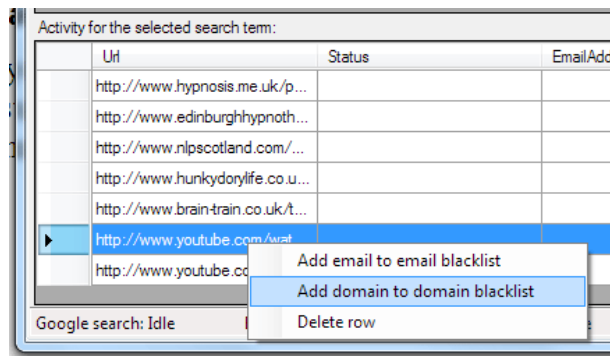 Activity for the selected search term:
Url Status EmailAdd
http://www.hypnosis.me.uk/p...
http://www.edinburghhypnoth...
http://www.nlpscotland.com/...
http://www.hunkydorylife.co.u...
http://www.brain-train.co.uk/t...
http://www.youtube.com/wat
http://www.youtube.co
Add email to email blacklist
Add domain to domain blacklist
Delete row
Google search: Idle